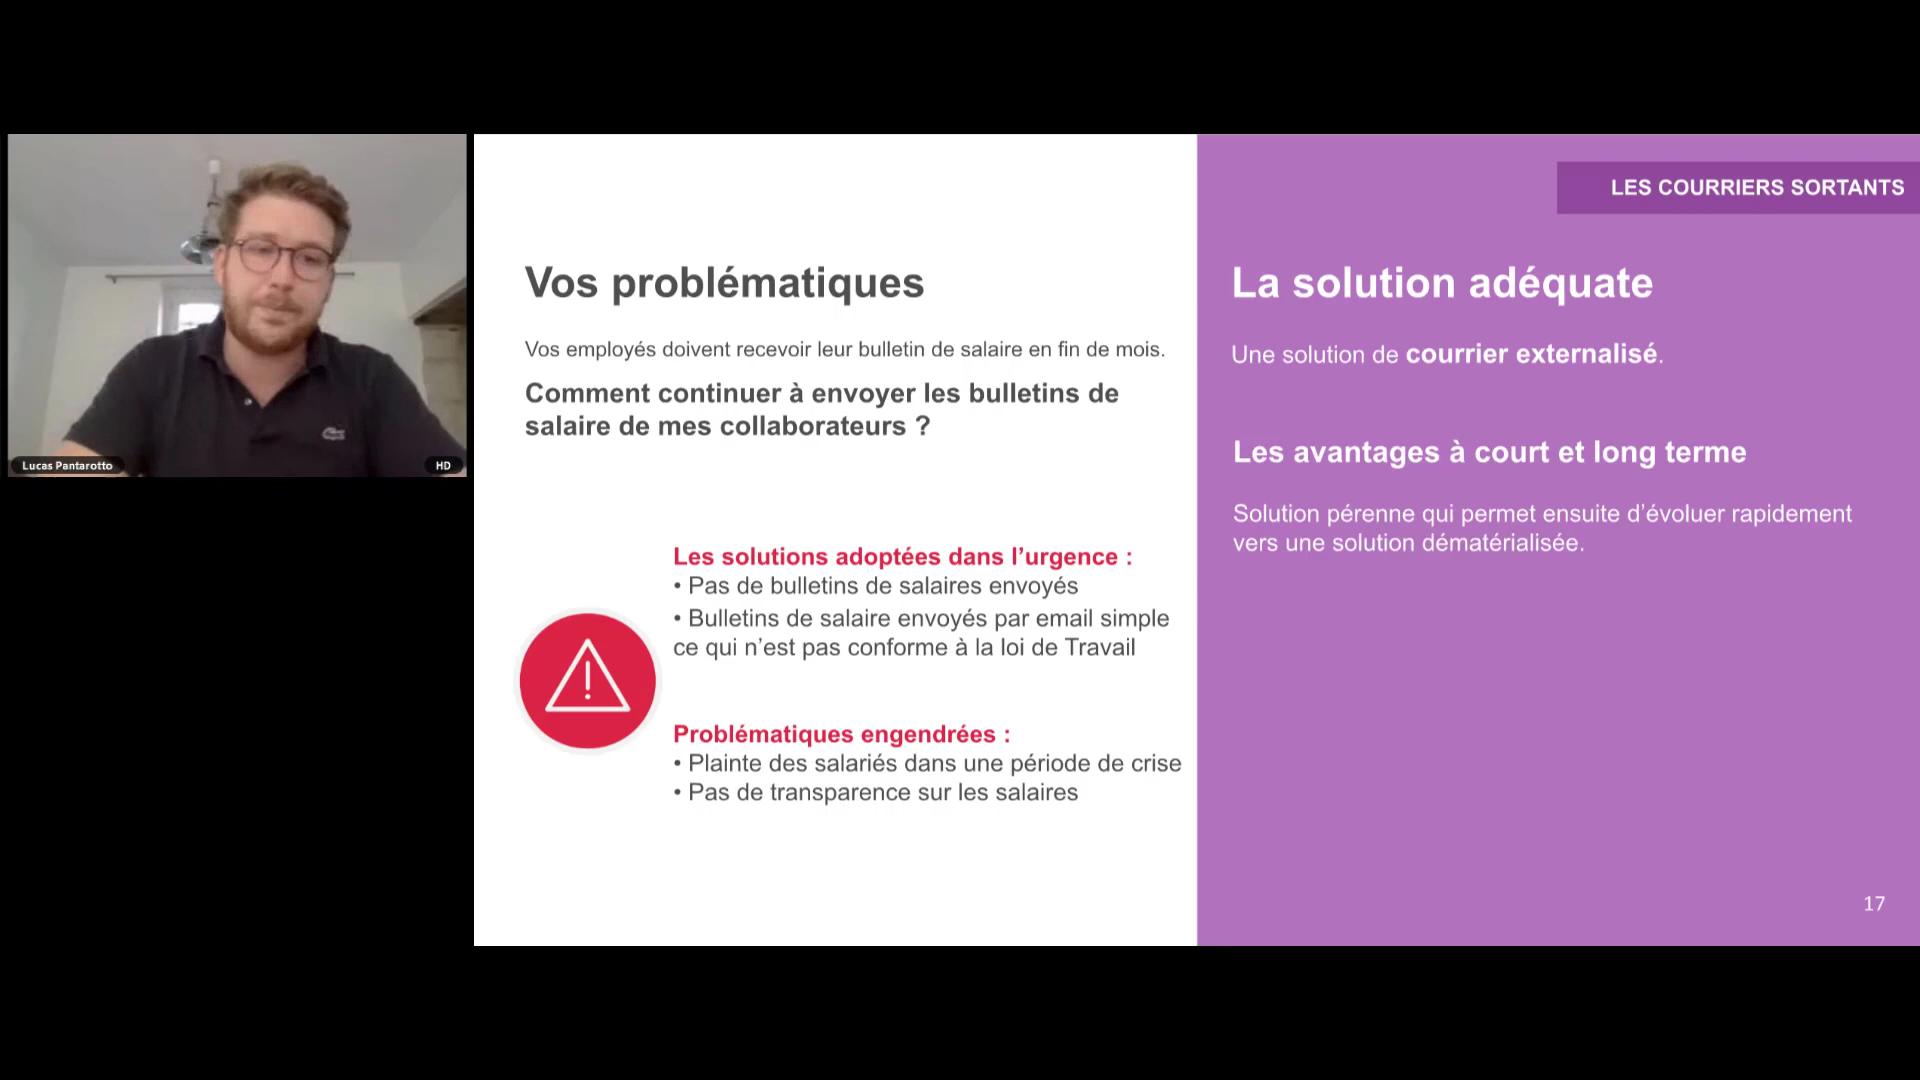 Lucas Pantarotto
HD
Vos problématiques
Vos employés doivent recevoir leur bulletin de salaire en fin de mois.
Comment continuer à envoyer les bulletins de
salaire de mes collaborateurs ?
Les solutions adoptées dans l’urgence :
• Pas de bulletins de salaires envoyés
• Bulletins de salaire envoyés par email simple
ce qui n’est pas conforme à la loi de Travail
Problématiques engendrées :
• Plainte des salariés dans une période de crise
• Pas de transparence sur les salaires
LES COURRIERS SORTANTS
La solution adéquate
Une solution de courrier externalisé.
Les avantages à court et long terme
Solution pérenne qui permet ensuite d’évoluer rapidement
vers une solution dématérialisée.
17